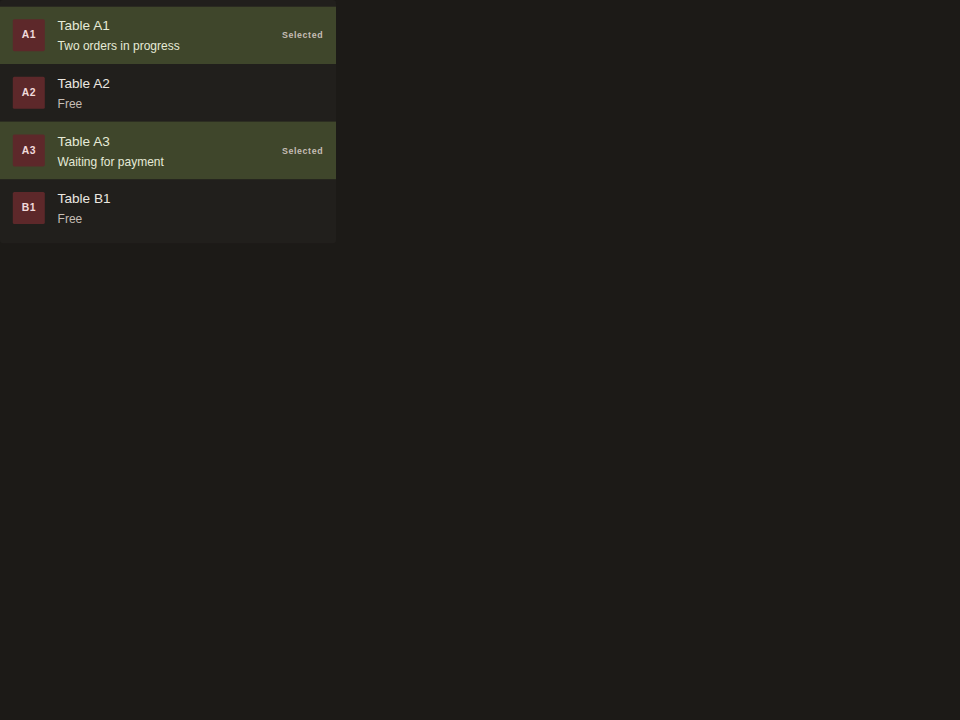 A1
Table A1
Two orders in progress
Selected
A2
Table A2
Free
A3
Table A3
Waiting for payment
Selected
B1
Table B1
Free